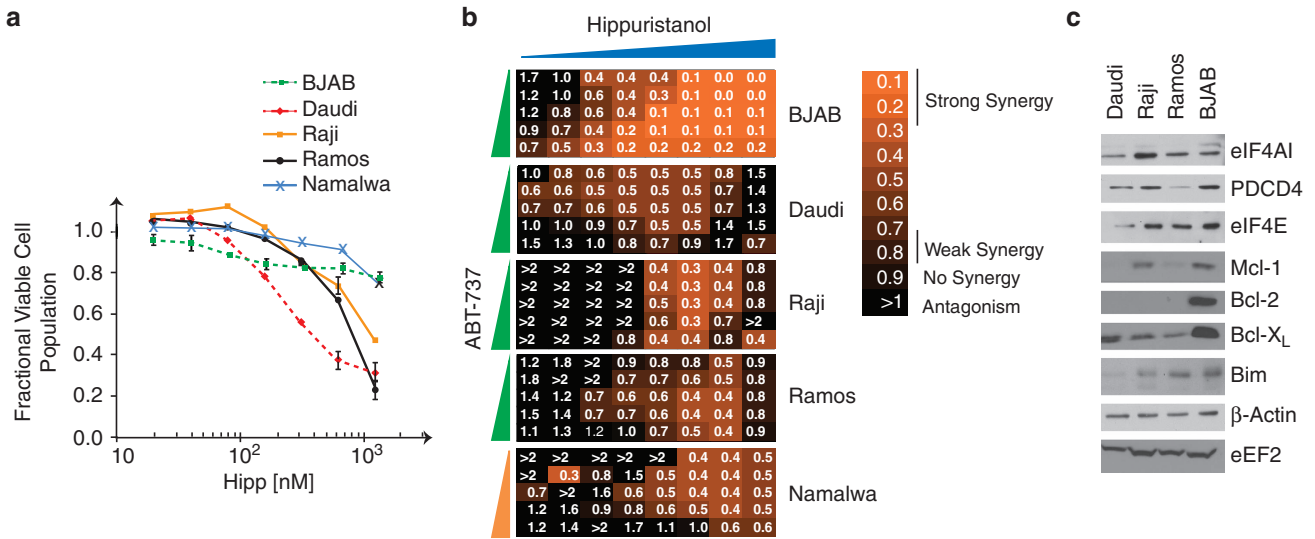 a
BJAB
Daudi
Raji
Ramos
Namalwa
Fractional Viable Cell
Population
1.0
0.8
0.6
0.4
0.2
0.0
10
10²
10³
Hipp [nM]
b
Hippuristanol
ABT-737
1.7 1.0 0.4 0.4 0.4 0.1 0.0 0.0
1.2 1.0 0.6 0.4 0.3 0.1 0.0 0.0
1.2 0.8 0.6 0.4 0.1 0.1 0.1 0.1
0.9 0.7 0.4 0.2 0.1 0.1 0.1 0.1
0.7 0.5 0.3 0.2 0.2 0.2 0.2 0.2
BJAB
1.0 0.8 0.6 0.5 0.5 0.5 0.8 1.5
0.6 0.6 0.5 0.5 0.5 0.5 0.7 1.4
0.7 0.7 0.6 0.5 0.5 0.5 0.7 1.3
1.0 1.0 0.9 0.7 0.5 0.5 1.4 1.5
1.5 1.3 1.0 0.8 0.7 0.9 1.7 0.7
Daudi
>2 >2 >2 >2 0.4 0.3 0.4 0.8
>2 >2 >2 >2 0.4 0.3 0.4 0.8
>2 >2 >2 >2 0.5 0.3 0.4 0.8
>2 >2 >2 >2 0.6 0.3 0.7 >2
>2 >2 >2 >2 0.8 0.4 0.4 0.8 0.4
Raji
1.2 1.8 >2 0.9 0.8 0.8 0.5 0.9
1.8 >2 >2 0.7 0.7 0.6 0.5 0.8
1.4 1.2 0.7 0.6 0.6 0.4 0.4 0.8
1.5 1.4 0.7 0.7 0.6 0.4 0.4 0.8
1.1 1.3 1.2 1.0 0.7 0.5 0.4 0.9
Ramos
>2 >2 >2 >2 >2 0.4 0.4 0.5
>2 0.3 0.8 1.5 0.5 0.4 0.4 0.5
0.7 >2 1.6 0.6 0.5 0.4 0.4 0.5
1.2 1.6 0.9 0.8 0.6 0.5 0.4 0.5
1.2 1.4 >2 1.7 1.1 1.0 0.6 0.6
Namalwa
0.1
0.2
0.3
0.4
0.5
0.6
0.7
0.8
0.9
>1
Strong Synergy
Weak Synergy
No Synergy
Antagonism
c
Daudi
Raji
Ramos
BJAB
eIF4AI
PDCD4
eIF4E
Mcl-1
Bcl-2
Bcl-X_L
Bim
β-Actin
eEF2